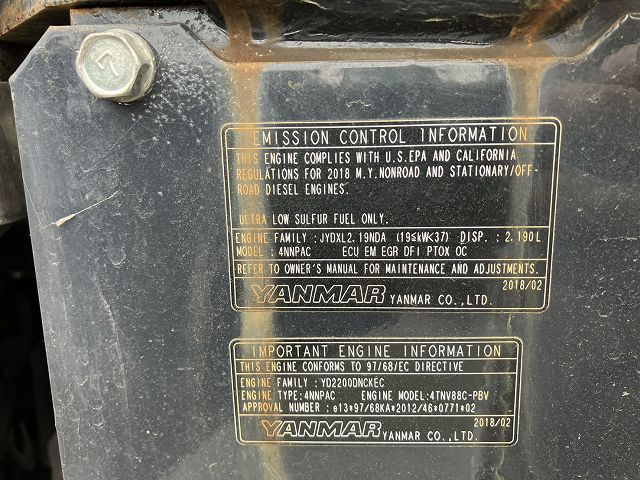 7
EMISSION CONTROL INFORMATION
THIS ENGINE COMPLIES WITH U.S.EPA AND CALIFORNIA
REGULATIONS FOR 2018 M.Y.NONROAD AND STATIONARY/OFF-
ROAD DIESEL ENGINES.
ULTRA LOW SULFUR FUEL ONLY.
ENGINE FAMILY : JYDXL2.19NDA (19≤kW<37) DISP. : 2.190L
MODEL : 4NNPAC ECU EM EGR DFI PTOX OC
REFER TO OWNER'S MANUAL FOR MAINTENANCE AND ADJUSTMENTS.
2018/02
YANMAR YANMAR CO.,LTD.
IMPORTANT ENGINE INFORMATION
THIS ENGINE CONFORMS TO 97/68/EC DIRECTIVE
ENGINE FAMILY : YD2200DNCKEC
ENGINE TYPE:4NNPAC ENGINE MODEL:4TNV88C-PBV
APPROVAL NUMBER : e13*97/68KA*2012/46*0771*02
2018/02
YANMAR YANMAR CO.,LTD.